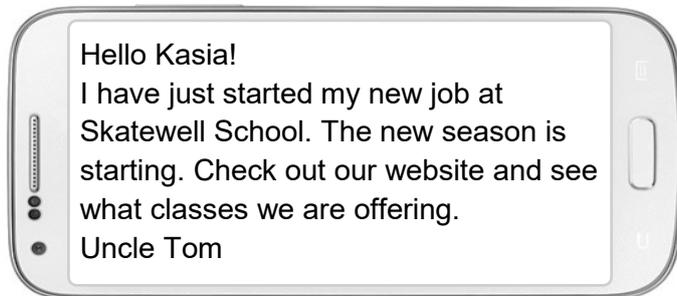 Hello Kasia!
I have just started my new job at
Skatewell School. The new season is
starting. Check out our website and see
what classes we are offering.
Uncle Tom